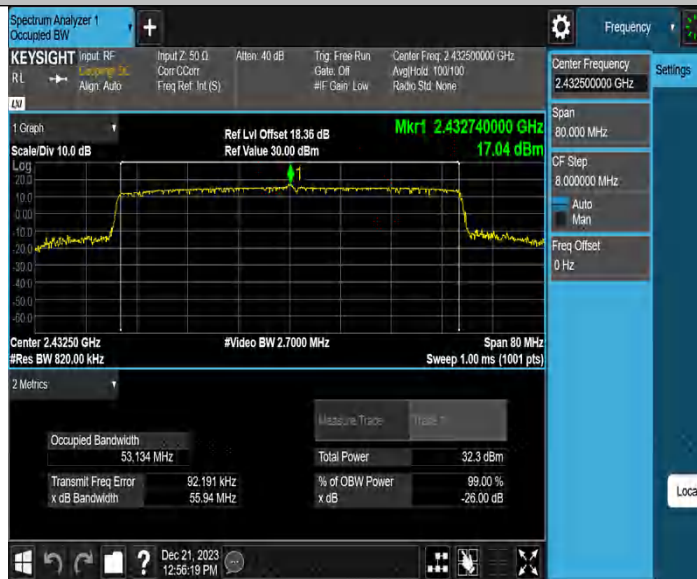 Spectrum Analyzer 1
Occupied BW
Frequency
KEYSIGHT
Input: RF
Coupling: DC
Align: Auto
RL
Input Z: 50 Ω
Corr CCorr
Freq Ref: Int (S)
Atten: 40 dB
Trig: Free Run
Gate: Off
#IF Gain: Low
Center Freq: 2.432500000 GHz
Avg|Hold: 100/100
Radio Std: None
Center Frequency
2.432500000 GHz
Settings
Span
80.000 MHz
CF Step
8.000000 MHz
Auto
Man
Freq Offset
0 Hz
1 Graph
Scale/Div 10.0 dB
Ref Lvl Offset 18.36 dB
Ref Value 30.00 dBm
Mkr1 2.432740000 GHz
17.04 dBm
Log
20.0
10.0
0.00
-10.0
-20.0
-30.0
-40.0
-50.0
-60.0
1
Center 2.43250 GHz
#Res BW 820.00 kHz
#Video BW 2.7000 MHz
Span 80 MHz
Sweep 1.00 ms (1001 pts)
2 Metrics
Measure Trace
Trace 1
Occupied Bandwidth
53.134 MHz
Total Power
32.3 dBm
Transmit Freq Error
92.191 kHz
% of OBW Power
99.00 %
x dB Bandwidth
55.94 MHz
x dB
-26.00 dB
Loca
?
Dec 21, 2023
12:56:19 PM